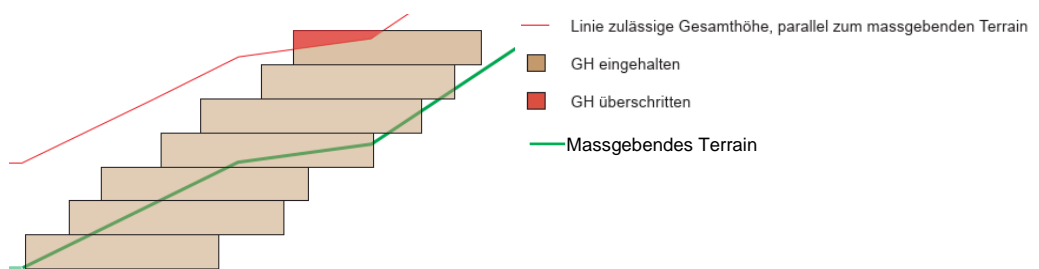 Linie zulässige Gesamthöhe, parallel zum massgebenden Terrain
GH eingehalten
GH überschritten
Massgebendes Terrain